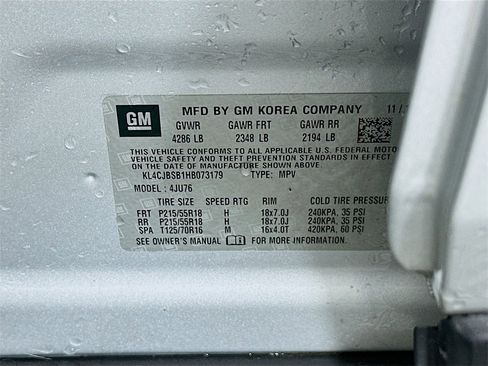 GM MFD BY GM KOREA COMPANY 11/
GVWR GAWR FRT GAWR RR
4286 LB 2348 LB 2194 LB
THIS VEHICLE CONFORMS TO ALL APPLICABLE U.S. FEDERAL MOTOR
VEHICLE SAFETY, BUMPER, AND THEFT PREVENTION STANDARDS IN EFFECT
ON THE DATE OF MANUFACTURE SHOWN ABOVE.
KL4CJBSB1HB073179 TYPE: MPV
MODEL: 4JU76
TIRE SIZE SPEED RTG RIM COLD TIRE PRESSURE
FRT P215/55R18 H 18x7.0J 240KPA, 35 PSI
RR P215/55R18 H 18x7.0J 240KPA, 35 PSI
SPA T125/70R16 M 16x4.0T 420KPA, 60 PSI
SEE OWNER'S MANUAL FOR MORE INFORMATION.